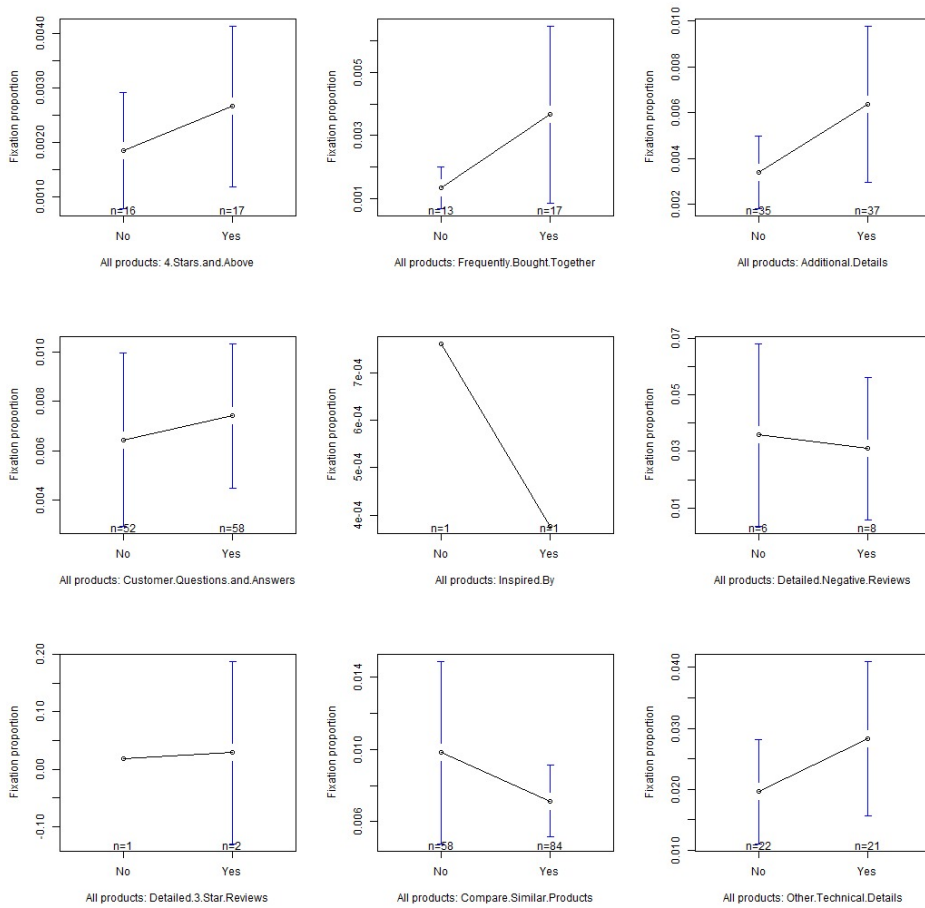 Fixation proportion
0.0010 0.0020 0.0030 0.0040
n=16 n=17
No Yes
All products: 4.Stars.and.Above
Fixation proportion
0.001 0.003 0.005
n=13 n=17
No Yes
All products: Frequently.Bought.Together
Fixation proportion
0.002 0.004 0.006 0.008 0.010
n=35 n=37
No Yes
All products: Additional.Details
Fixation proportion
0.004 0.006 0.008 0.010
n=52 n=58
No Yes
All products: Customer.Questions.and.Answers
Fixation proportion
4e-04 5e-04 6e-04 7e-04
n=1 n=1
No Yes
All products: Inspired.By
Fixation proportion
0.01 0.03 0.05 0.07
n=6 n=8
No Yes
All products: Detailed.Negative.Reviews
Fixation proportion
-0.10 0.00 0.10 0.20
n=1 n=2
No Yes
All products: Detailed.3.Star.Reviews
Fixation proportion
0.006 0.010 0.014
n=58 n=84
No Yes
All products: Compare.Similar.Products
Fixation proportion
0.010 0.020 0.030 0.040
n=22 n=21
No Yes
All products: Other.Technical.Details